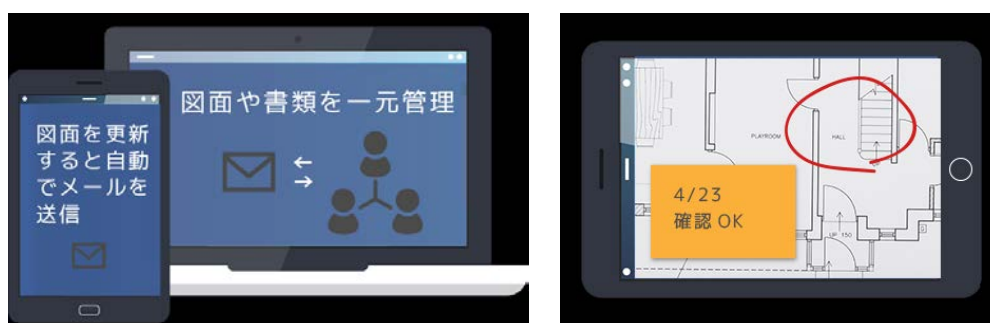 図面を更新
すると自動
でメールを
送信
図面や書類を一元管理
PLAYROOM
HALL
UP 150
4/23
確認 OK